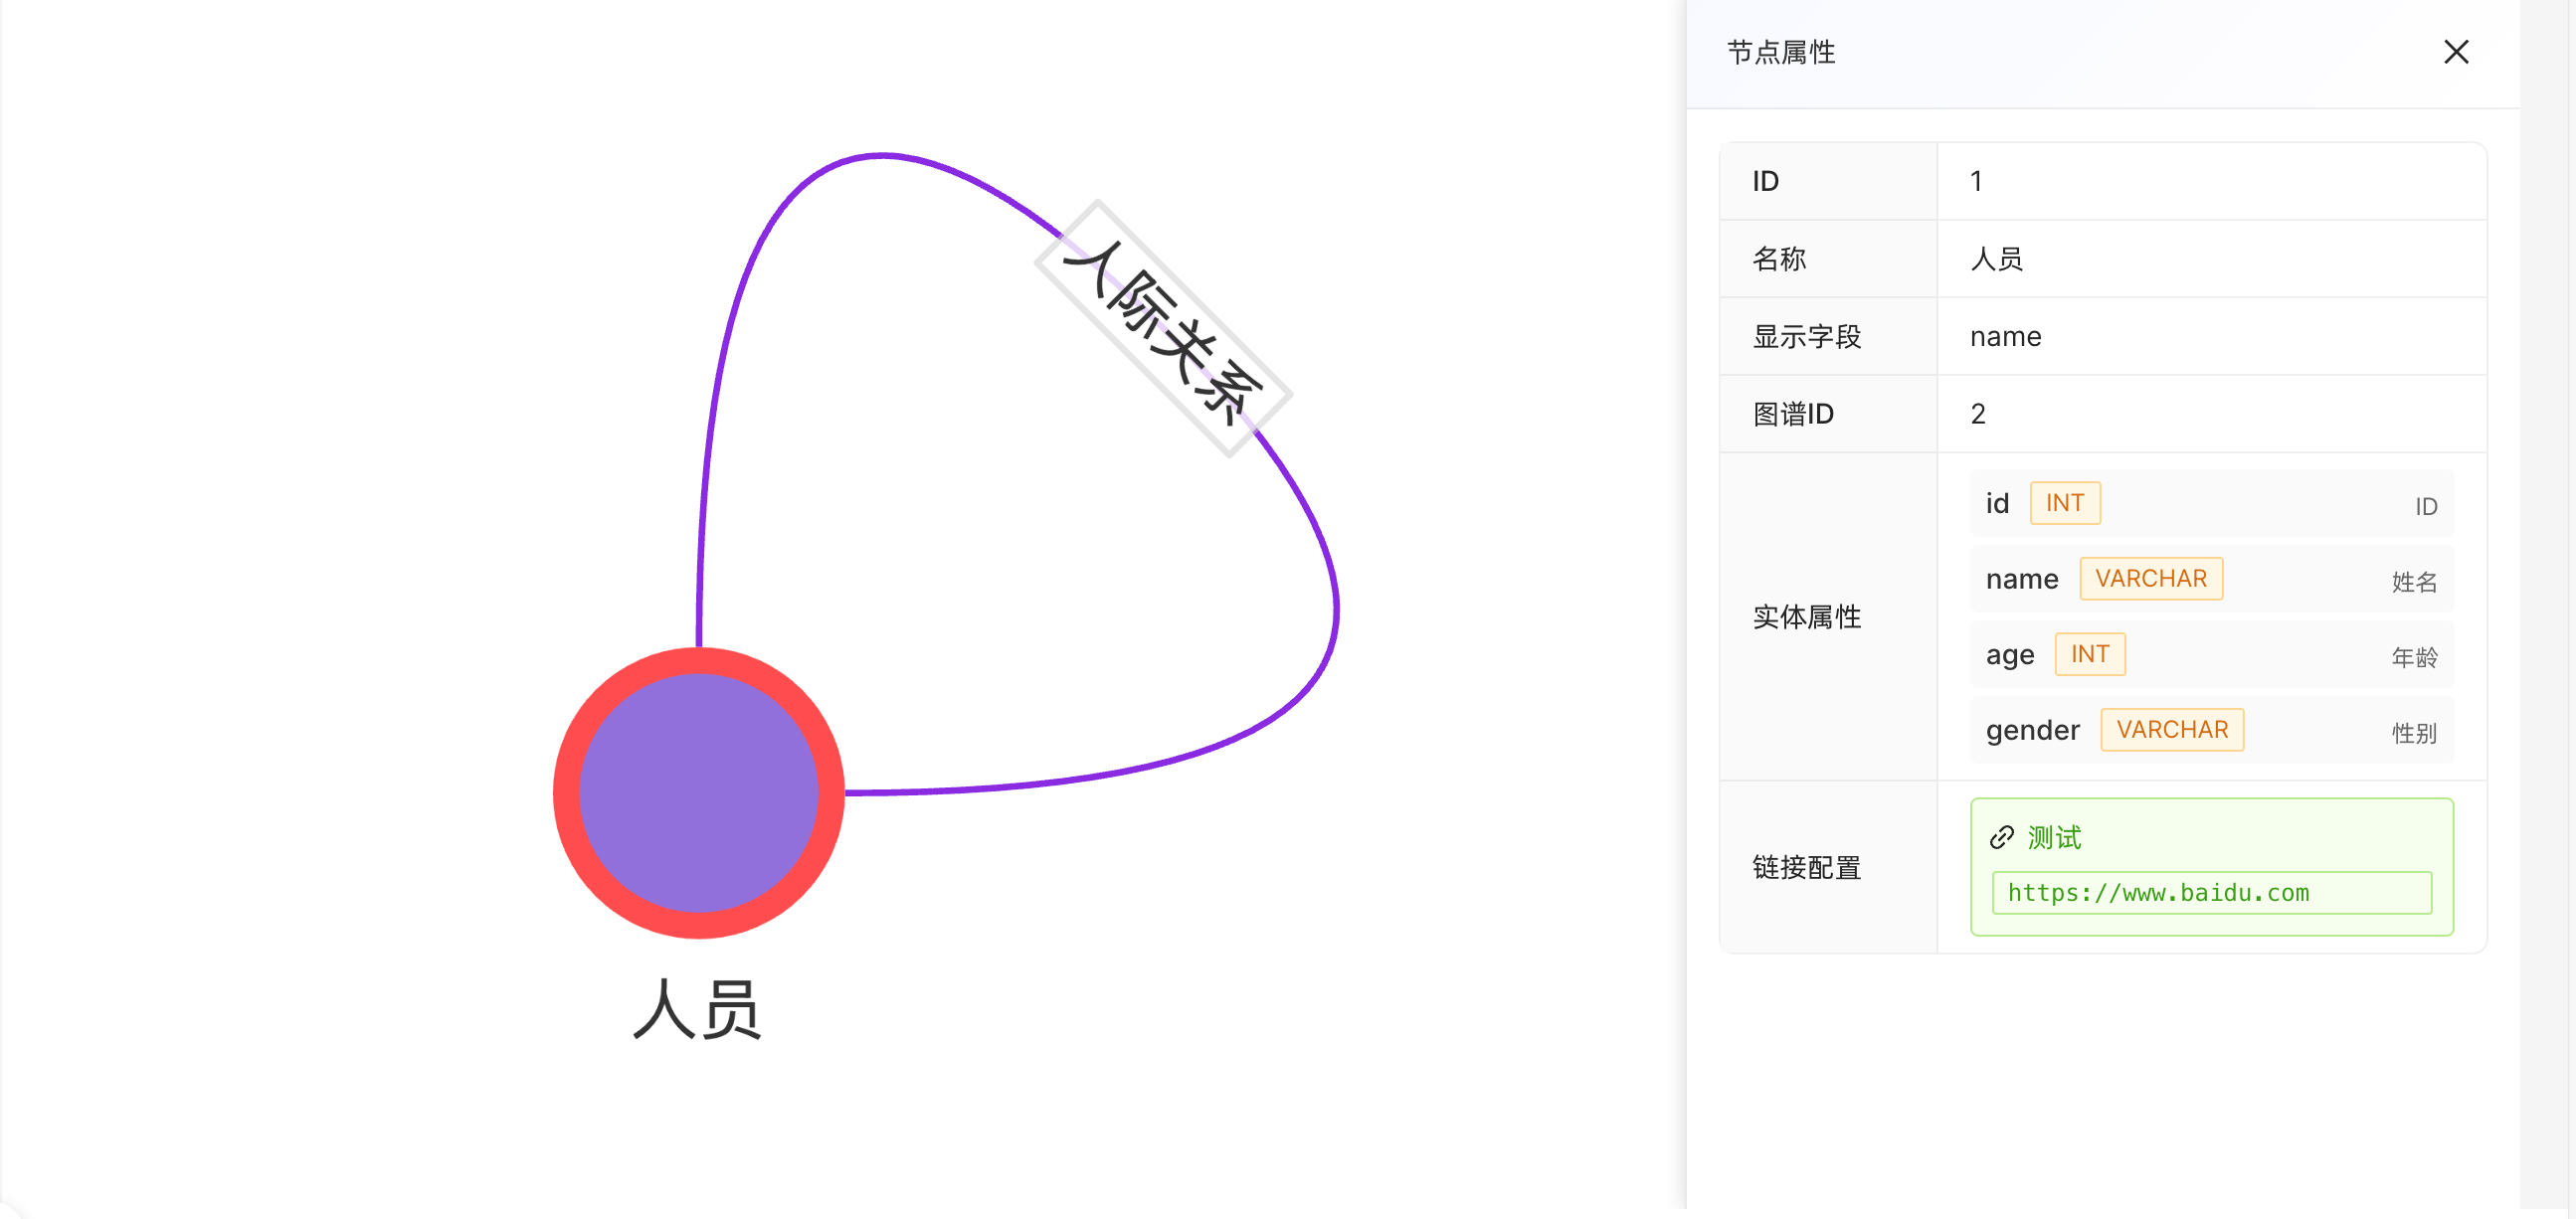 人际关系
人员
节点属性
ID 1
名称 人员
显示字段 name
图谱ID 2
实体属性
id INT ID
name VARCHAR 姓名
age INT 年龄
gender VARCHAR 性别
链接配置
测试
https://www.baidu.com